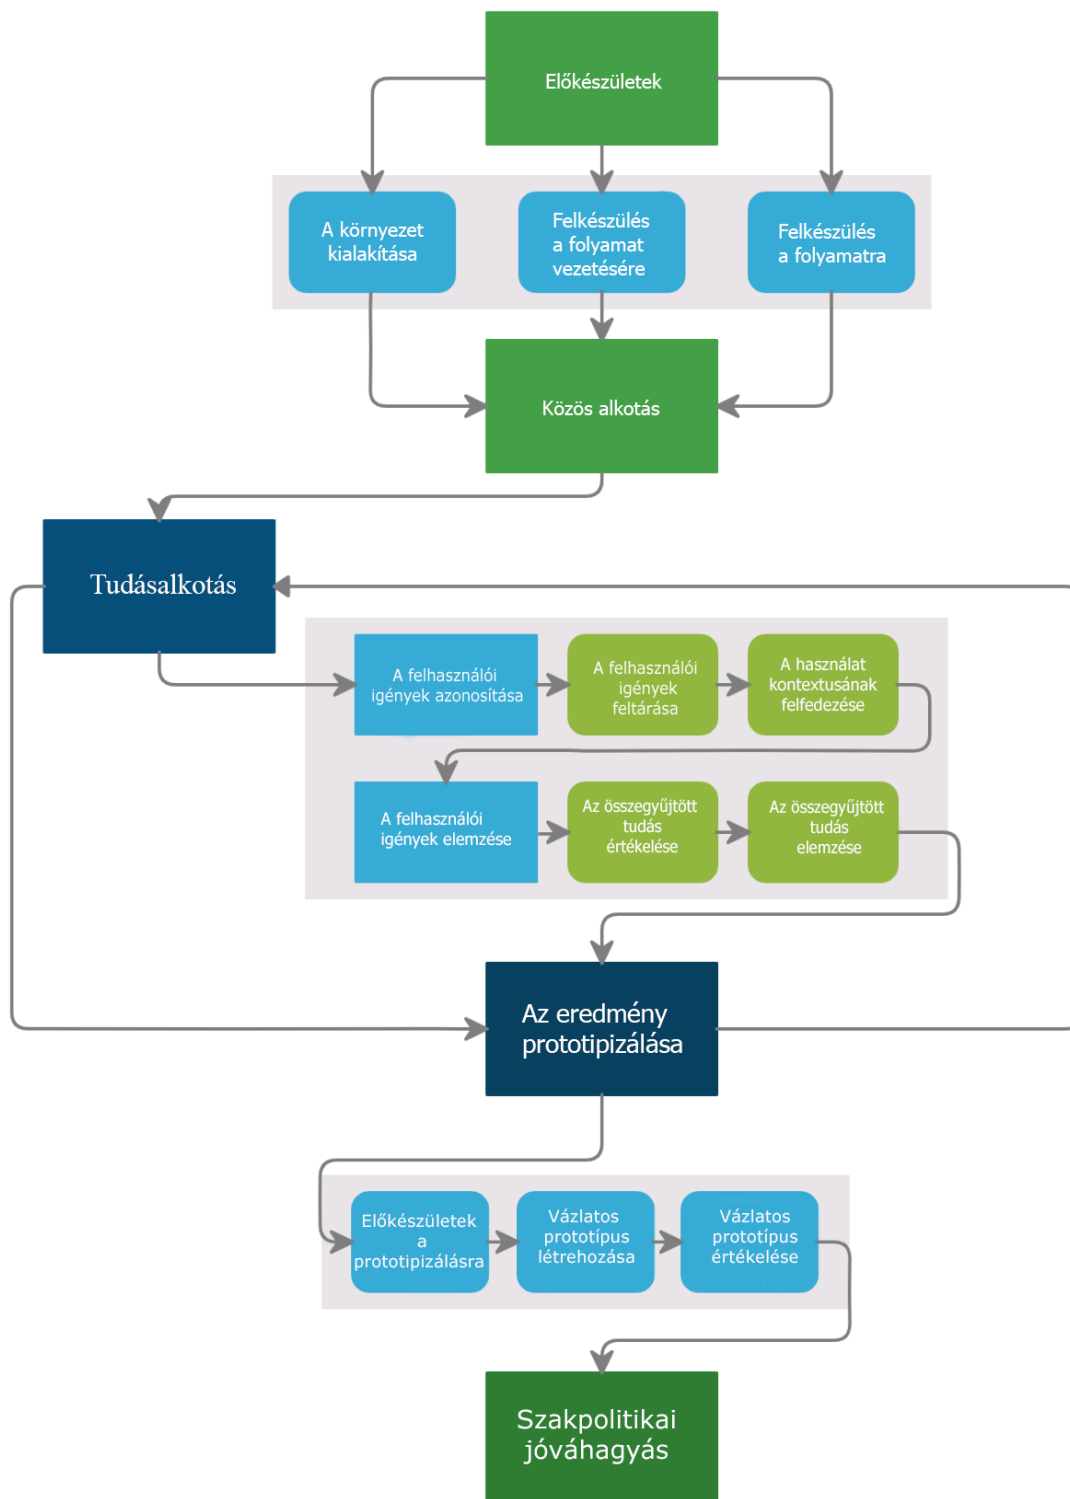 Előkészületek
A környezet
kialakítása
Felkészülés
a folyamat
vezetésére
Felkészülés
a folyamatra
Közös alkotás
Tudásalkotás
A felhasználói
igények azonosítása
A felhasználói
igények
feltárása
A használat
kontextusának
felfedezése
A felhasználói
igények elemzése
Az összegyűjtött
tudás
értékelése
Az összegyűjtött
tudás
elemzése
Az eredmény
prototipizálása
Előkészületek
a
prototipizálásra
Vázlatos
prototípus
létrehozása
Vázlatos
prototípus
értékelése
Szakpolitikai
jóváhagyás